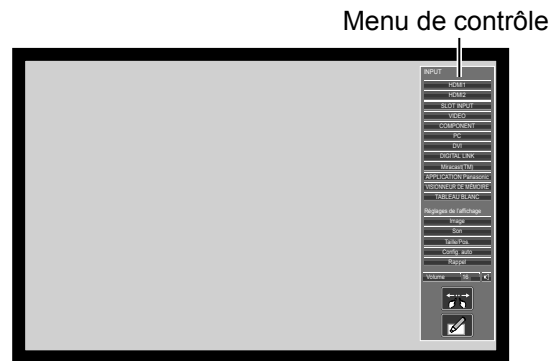 Menu de contrôle
INPUT
HDMI1
HDMI2
SLOT INPUT
VIDEO
COMPONENT
PC
DVI
DIGITAL LINK
Miracast(TM)
APPLICATION Panasonic
VISIONNEUR DE MÉMOIRE
TABLEAU BLANC
Réglages de l'affichage
Image
Son
Taille/Pos.
Config. auto
Rappel
Volume 16